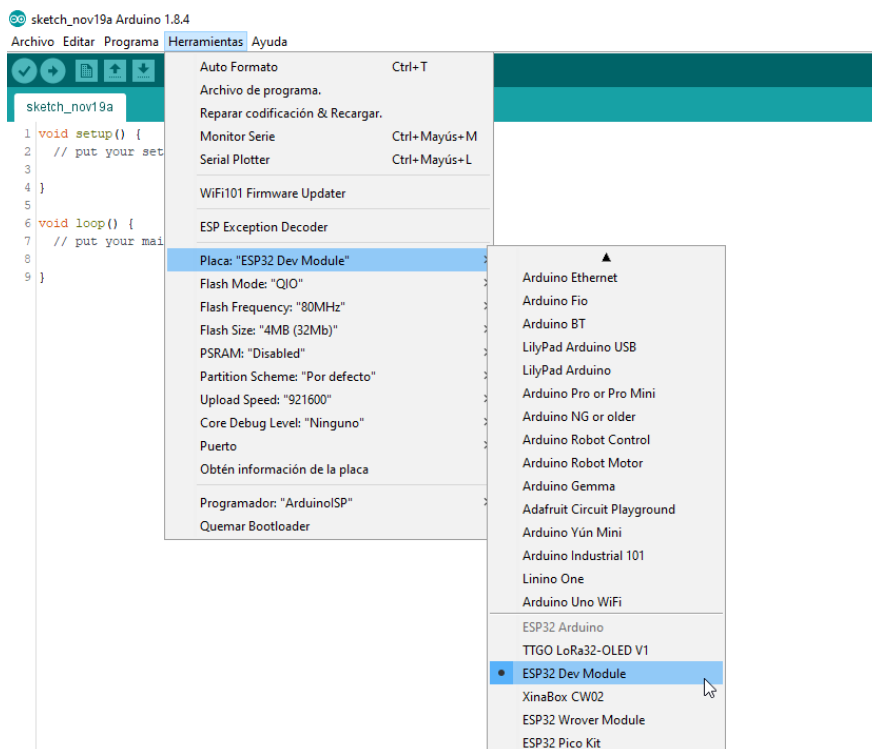 sketch_nov19a Arduino 1.8.4
Archivo Editar Programa Herramientas Ayuda
sketch_nov19a
1 void setup() {
2 // put your set
3
4 }
5
6 void loop() {
7 // put your mai
8
9 }
Auto Formato Ctrl+T
Archivo de programa.
Reparar codificación & Recargar.
Monitor Serie Ctrl+Mayús+M
Serial Plotter Ctrl+Mayús+L
WiFi101 Firmware Updater
ESP Exception Decoder
Placa: "ESP32 Dev Module"
Flash Mode: "QIO"
Flash Frequency: "80MHz"
Flash Size: "4MB (32Mb)"
PSRAM: "Disabled"
Partition Scheme: "Por defecto"
Upload Speed: "921600"
Core Debug Level: "Ninguno"
Puerto
Obtén información de la placa
Programador: "ArduinoISP"
Quemar Bootloader
Arduino Ethernet
Arduino Fio
Arduino BT
LilyPad Arduino USB
LilyPad Arduino
Arduino Pro or Pro Mini
Arduino NG or older
Arduino Robot Control
Arduino Robot Motor
Arduino Gemma
Adafruit Circuit Playground
Arduino Yún Mini
Arduino Industrial 101
Linino One
Arduino Uno WiFi
ESP32 Arduino
TTGO LoRa32-OLED V1
ESP32 Dev Module
XinaBox CW02
ESP32 Wrover Module
ESP32 Pico Kit